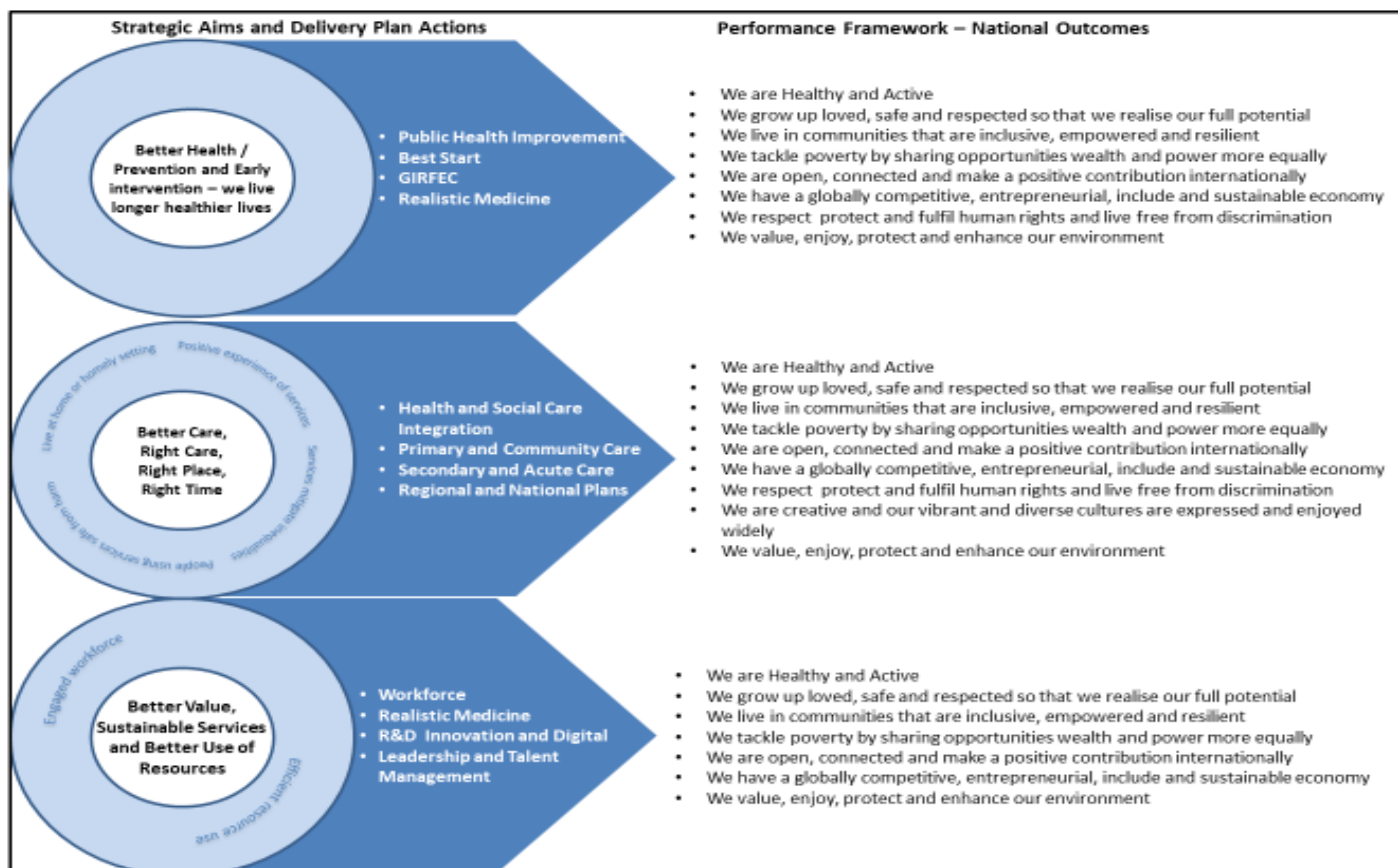 Strategic Aims and Delivery Plan Actions
Performance Framework – National Outcomes
Better Health /
Prevention and Early
intervention – we live
longer healthier lives
• Public Health Improvement
• Best Start
• GIRFEC
• Realistic Medicine
• We are Healthy and Active
• We grow up loved, safe and respected so that we realise our full potential
• We live in communities that are inclusive, empowered and resilient
• We tackle poverty by sharing opportunities wealth and power more equally
• We are open, connected and make a positive contribution internationally
• We have a globally competitive, entrepreneurial, include and sustainable economy
• We respect protect and fulfil human rights and live free from discrimination
• We value, enjoy, protect and enhance our environment
Live at home or homely setting
Positive experience of services
Services mitigate inequalities
People using services safe from harm
Better Care,
Right Care,
Right Place,
Right Time
• Health and Social Care
Integration
• Primary and Community Care
• Secondary and Acute Care
• Regional and National Plans
• We are Healthy and Active
• We grow up loved, safe and respected so that we realise our full potential
• We live in communities that are inclusive, empowered and resilient
• We tackle poverty by sharing opportunities wealth and power more equally
• We are open, connected and make a positive contribution internationally
• We have a globally competitive, entrepreneurial, include and sustainable economy
• We respect protect and fulfil human rights and live free from discrimination
• We are creative and our vibrant and diverse cultures are expressed and enjoyed
widely
• We value, enjoy, protect and enhance our environment
Engaged workforce
Efficient resource use
Better Value,
Sustainable Services
and Better Use of
Resources
• Workforce
• Realistic Medicine
• R&D Innovation and Digital
• Leadership and Talent
Management
• We are Healthy and Active
• We grow up loved, safe and respected so that we realise our full potential
• We live in communities that are inclusive, empowered and resilient
• We tackle poverty by sharing opportunities wealth and power more equally
• We are open, connected and make a positive contribution internationally
• We have a globally competitive, entrepreneurial, include and sustainable economy
• We value, enjoy, protect and enhance our environment